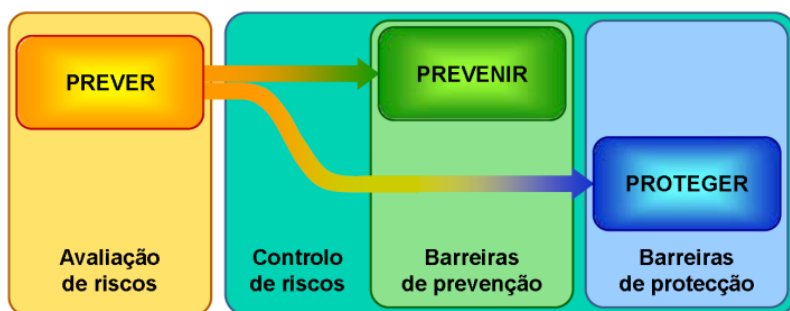 PREVER
PREVENIR
PROTEGER
Avaliação
de riscos
Controlo
de riscos
Barreiras
de prevenção
Barreiras
de protecção